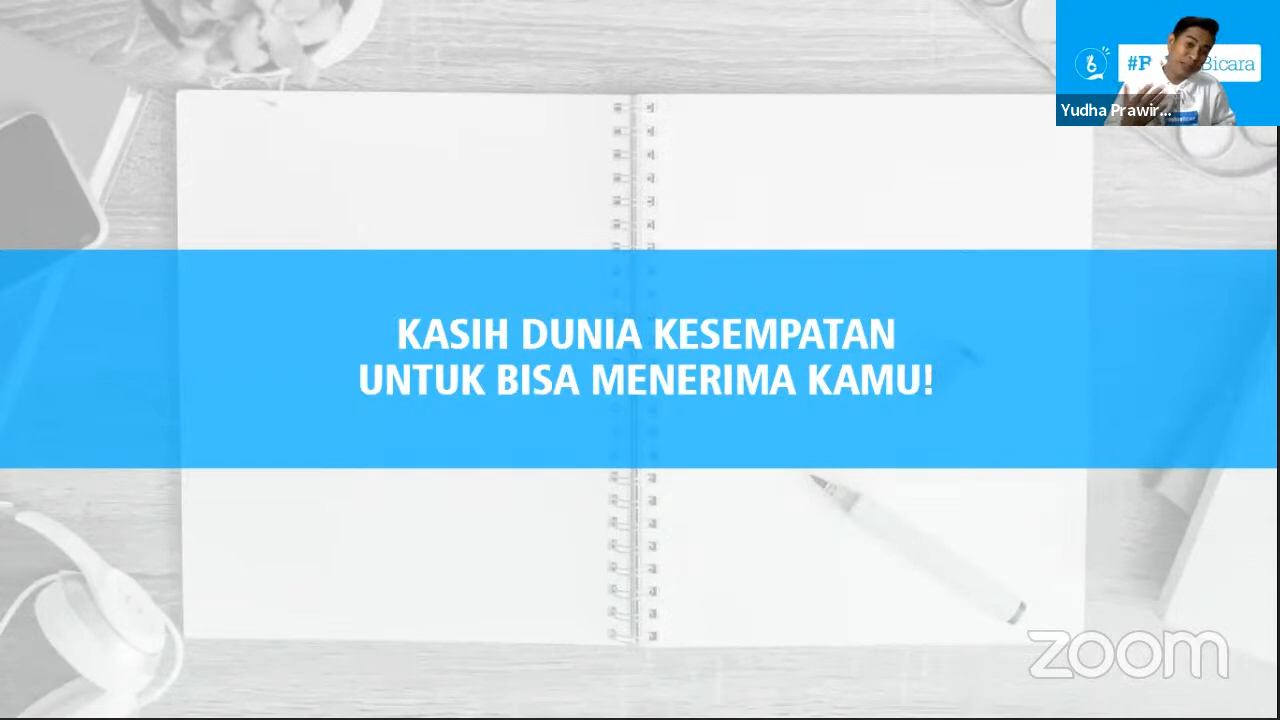 Bicara
Yudha Prawir...
KASIH DUNIA KESEMPATAN
UNTUK BISA MENERIMA KAMU!
zoom